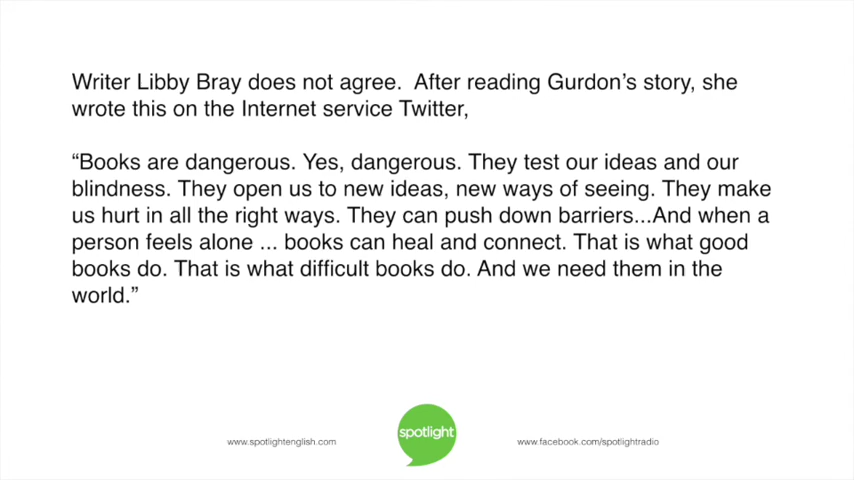 Writer Libby Bray does not agree.  After reading Gurdon’s story, she
wrote this on the Internet service Twitter,
“Books are dangerous. Yes, dangerous. They test our ideas and our
blindness. They open us to new ideas, new ways of seeing. They make
us hurt in all the right ways. They can push down barriers...And when a
person feels alone ... books can heal and connect. That is what good
books do. That is what difficult books do. And we need them in the
world.”
www.spotlightenglish.com
spotlight
www.facebook.com/spotlightradio